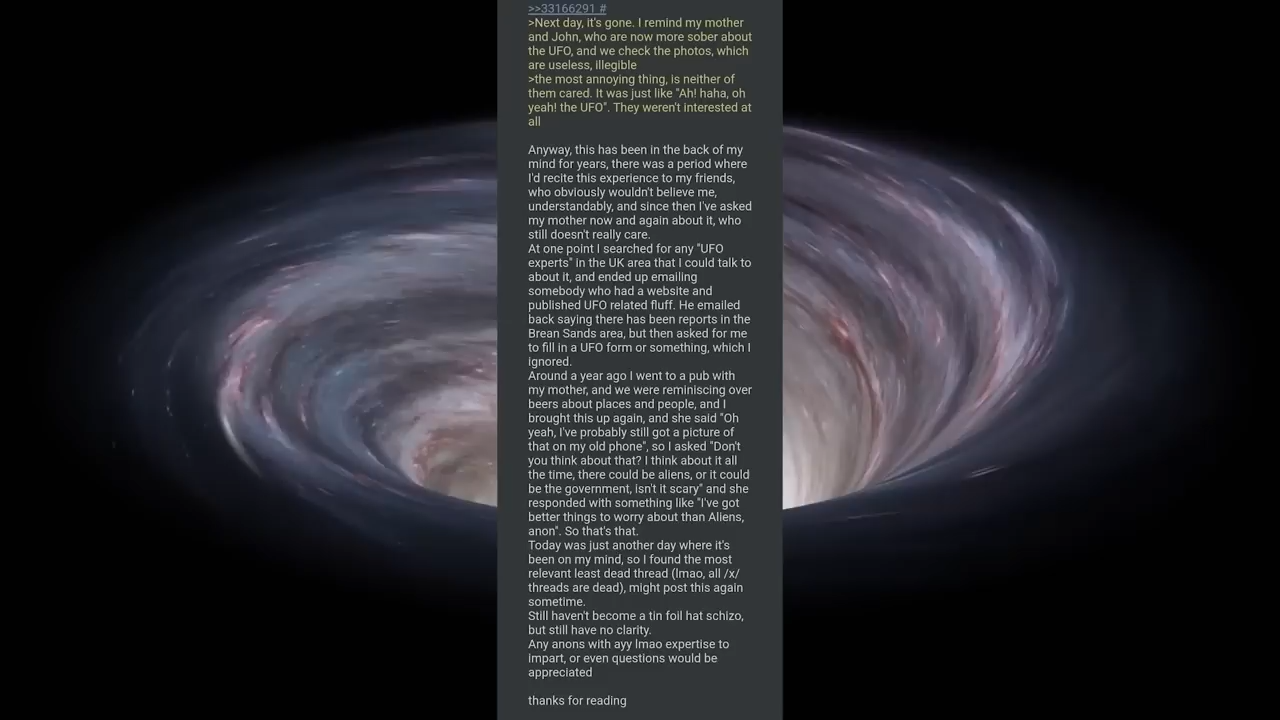 >>33166291 #
>Next day, it's gone. I remind my mother
and John, who are now more sober about
the UFO, and we check the photos, which
are useless, illegible
>the most annoying thing, is neither of
them cared. It was just like "Ah! haha, oh
yeah! the UFO". They weren't interested at
all
Anyway, this has been in the back of my
mind for years, there was a period where
I'd recite this experience to my friends,
who obviously wouldn't believe me,
understandably, and since then I've asked
my mother now and again about it, who
still doesn't really care.
At one point I searched for any "UFO
experts" in the UK area that I could talk to
about it, and ended up emailing
somebody who had a website and
published UFO related fluff. He emailed
back saying there has been reports in the
Brean Sands area, but then asked for me
to fill in a UFO form or something, which I
ignored.
Around a year ago I went to a pub with
my mother, and we were reminiscing over
beers about places and people, and I
brought this up again, and she said "Oh
yeah, I've probably still got a picture of
that on my old phone", so I asked "Don't
you think about that? I think about it all
the time, there could be aliens, or it could
be the government, isn't it scary" and she
responded with something like "I've got
better things to worry about than Aliens,
anon". So that's that.
Today was just another day where it's
been on my mind, so I found the most
relevant least dead thread (lmao, all /x/
threads are dead), might post this again
sometime.
Still haven't become a tin foil hat schizo,
but still have no clarity.
Any anons with ayy lmao expertise to
impart, or even questions would be
appreciated
thanks for reading